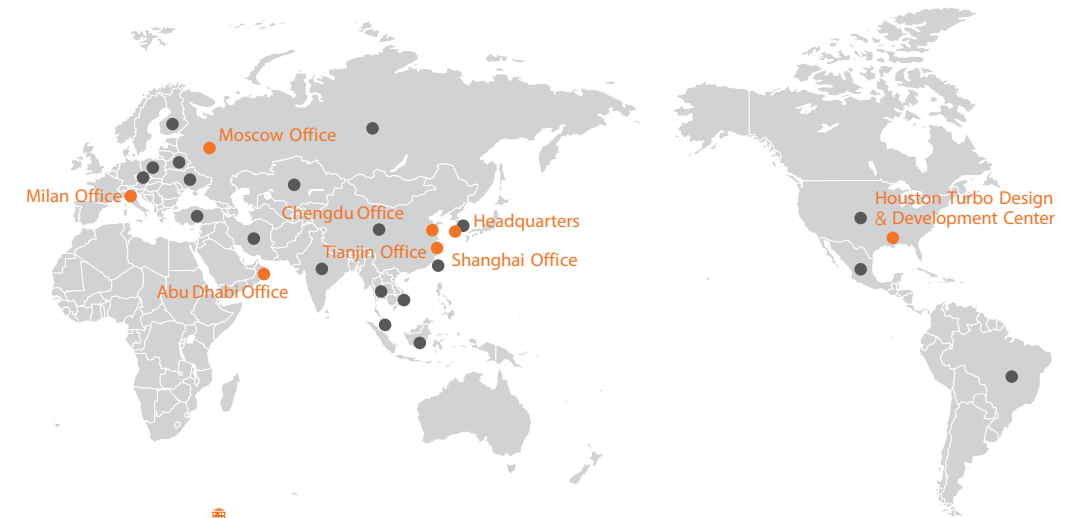 Moscow Office
Milan Office
Houston Turbo Design
& Development Center
Chengdu Office
Headquarters
Tianjin Office
Shanghai Office
Abu Dhabi Office